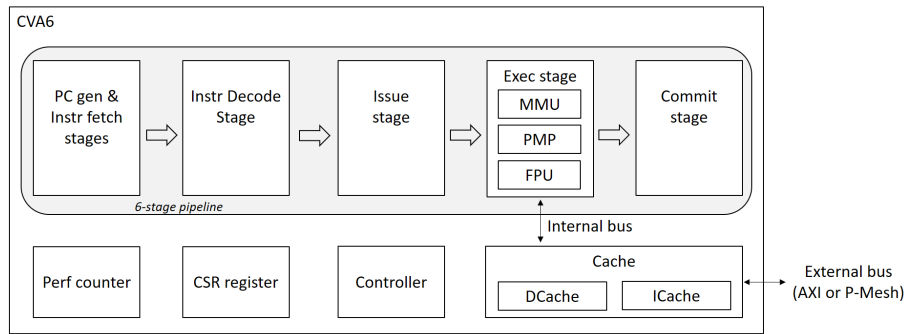 CVA6
PC gen &
Instr fetch
stages
Instr Decode
Stage
Issue
stage
Exec stage
MMU
PMP
FPU
Commit
stage
6-stage pipeline
Internal bus
Perf counter
CSR register
Controller
Cache
DCache
ICache
External bus
(AXI or P-Mesh)